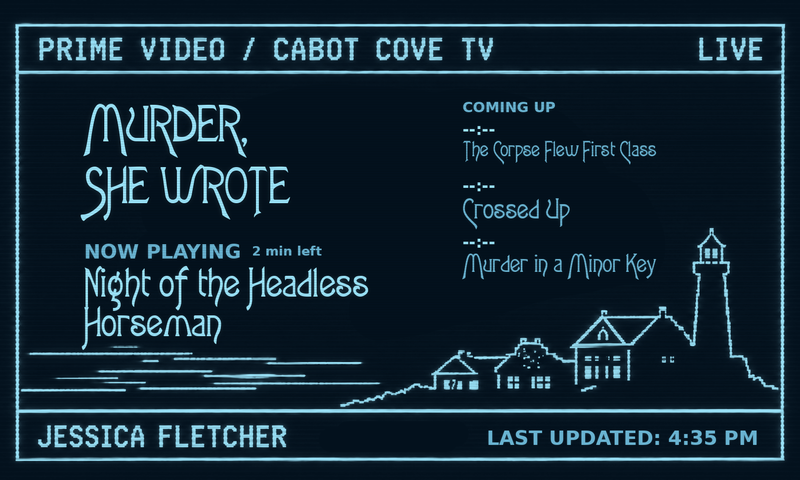 PRIME VIDEO / CABOT COVE TV
LIVE
MURDER,
SHE WROTE
NOW PLAYING 2 min left
Night of the Headless
Horseman
COMING UP
--:--
The Corpse Flew First Class
--:--
Crossed Up
--:--
Murder in a Minor Key
JESSICA FLETCHER
LAST UPDATED: 4:35 PM